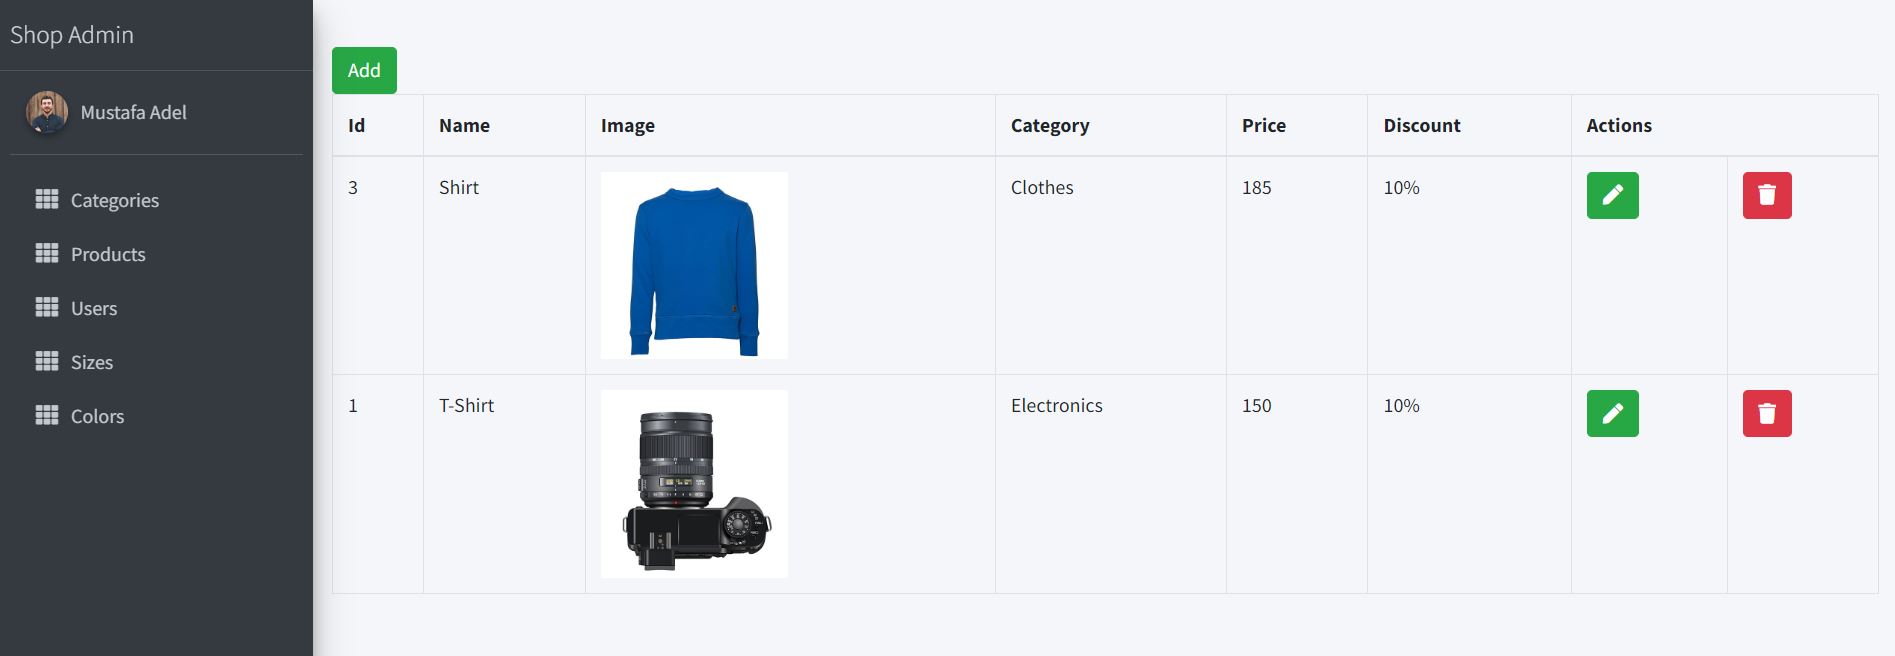 Shop Admin
Mustafa Adel
Categories
Products
Users
Sizes
Colors
Add
Id Name Image Category Price Discount Actions
3 Shirt Clothes 185 10%
1 T-Shirt Electronics 150 10%